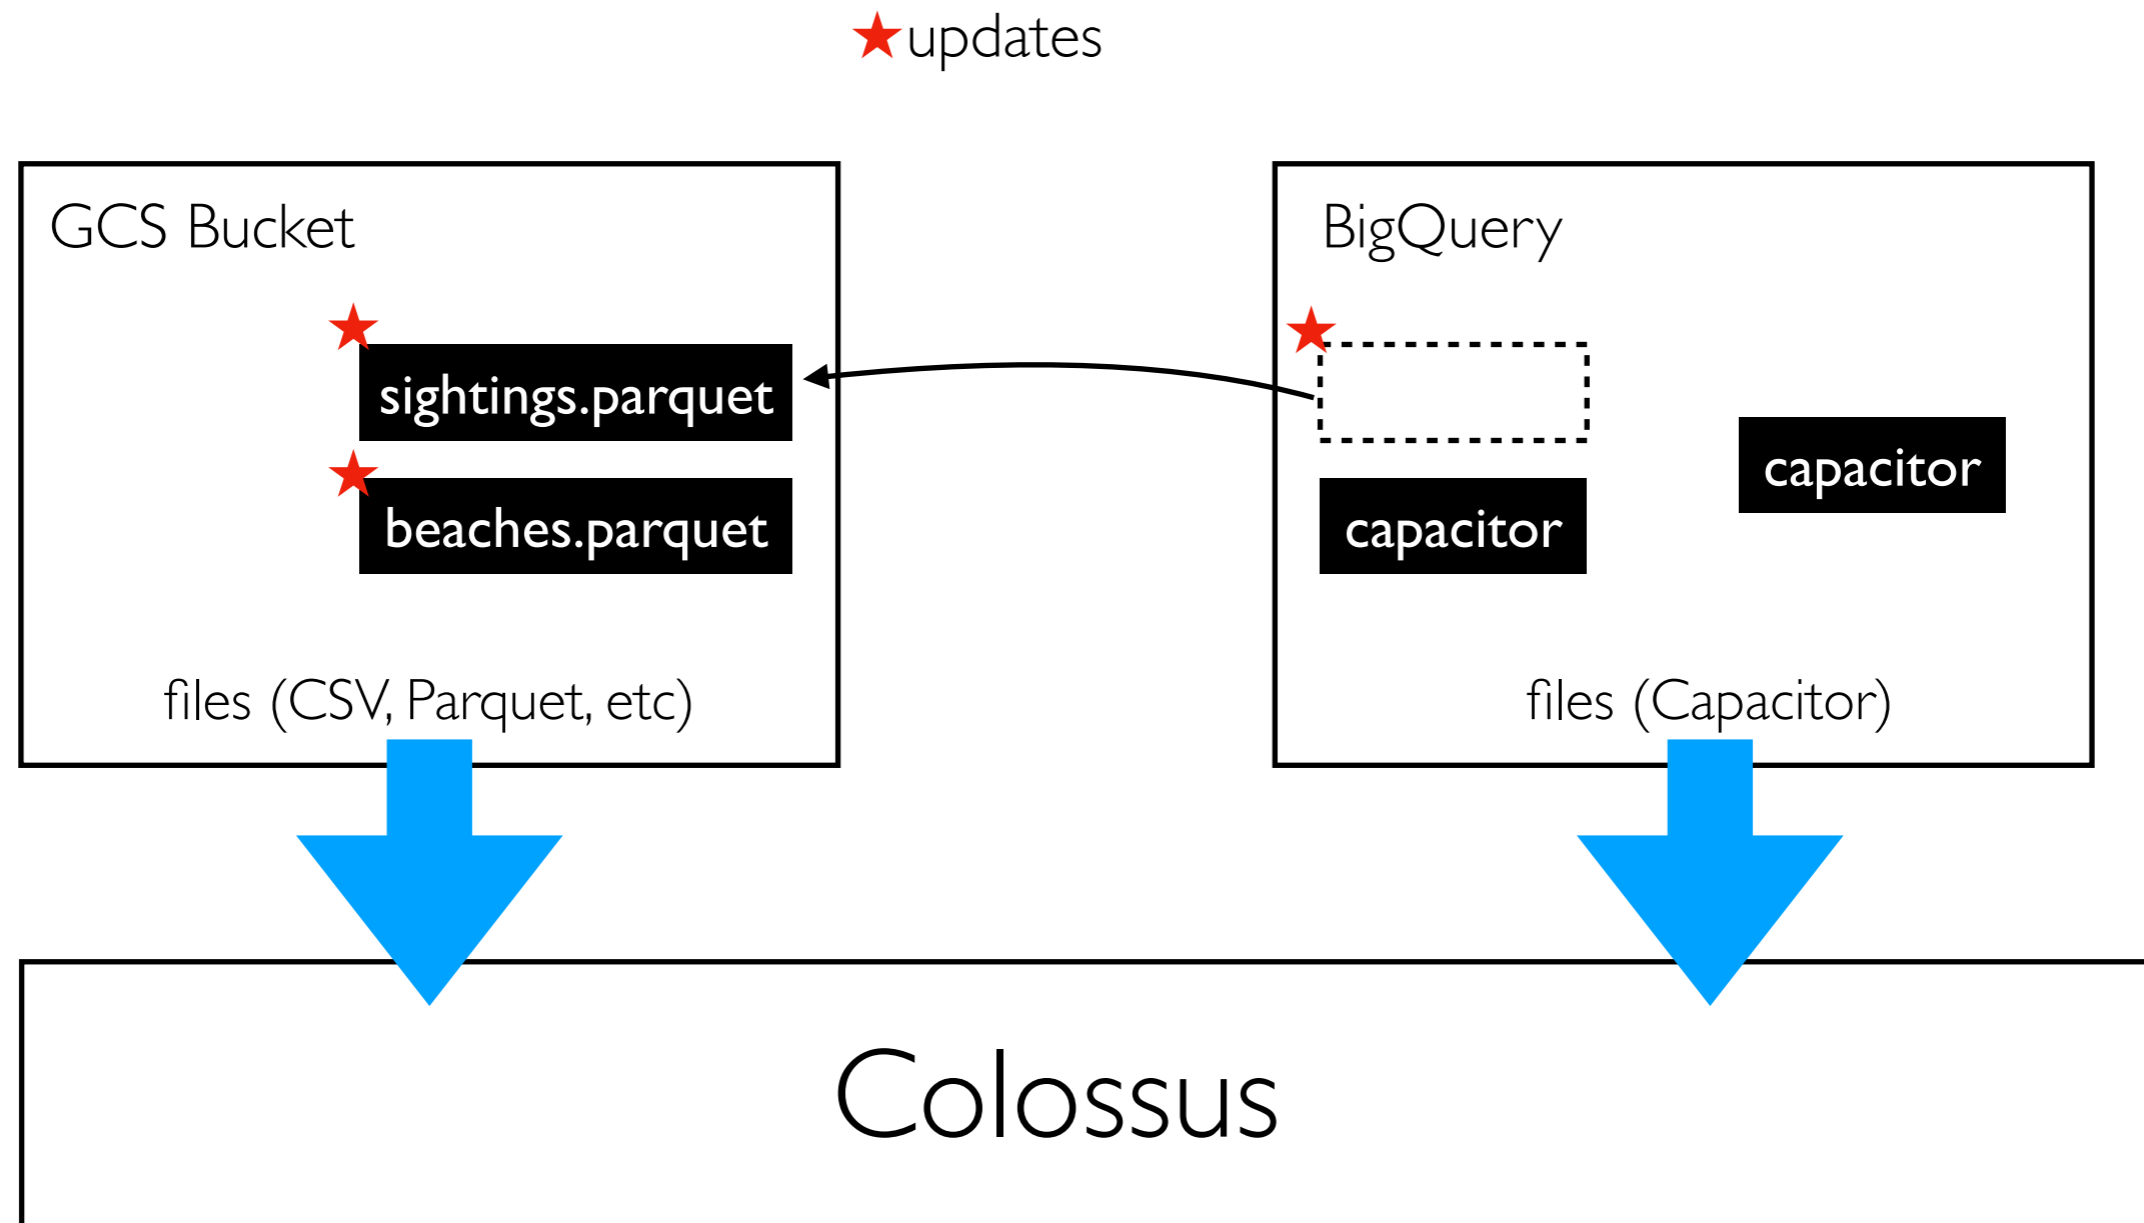 updates
GCS Bucket
sightings.parquet
beaches.parquet
files (CSV, Parquet, etc)
BigQuery
capacitor
capacitor
files (Capacitor)
Colossus